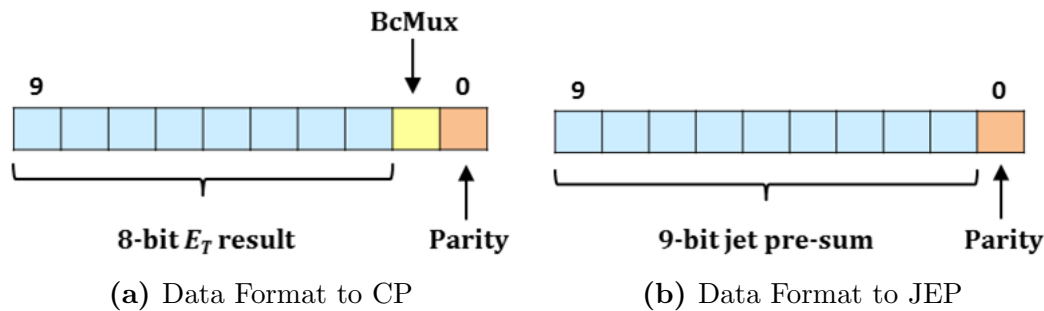 BcMux
9 0
8-bit E_T result Parity
(a) Data Format to CP
9 0
9-bit jet pre-sum Parity
(b) Data Format to JEP